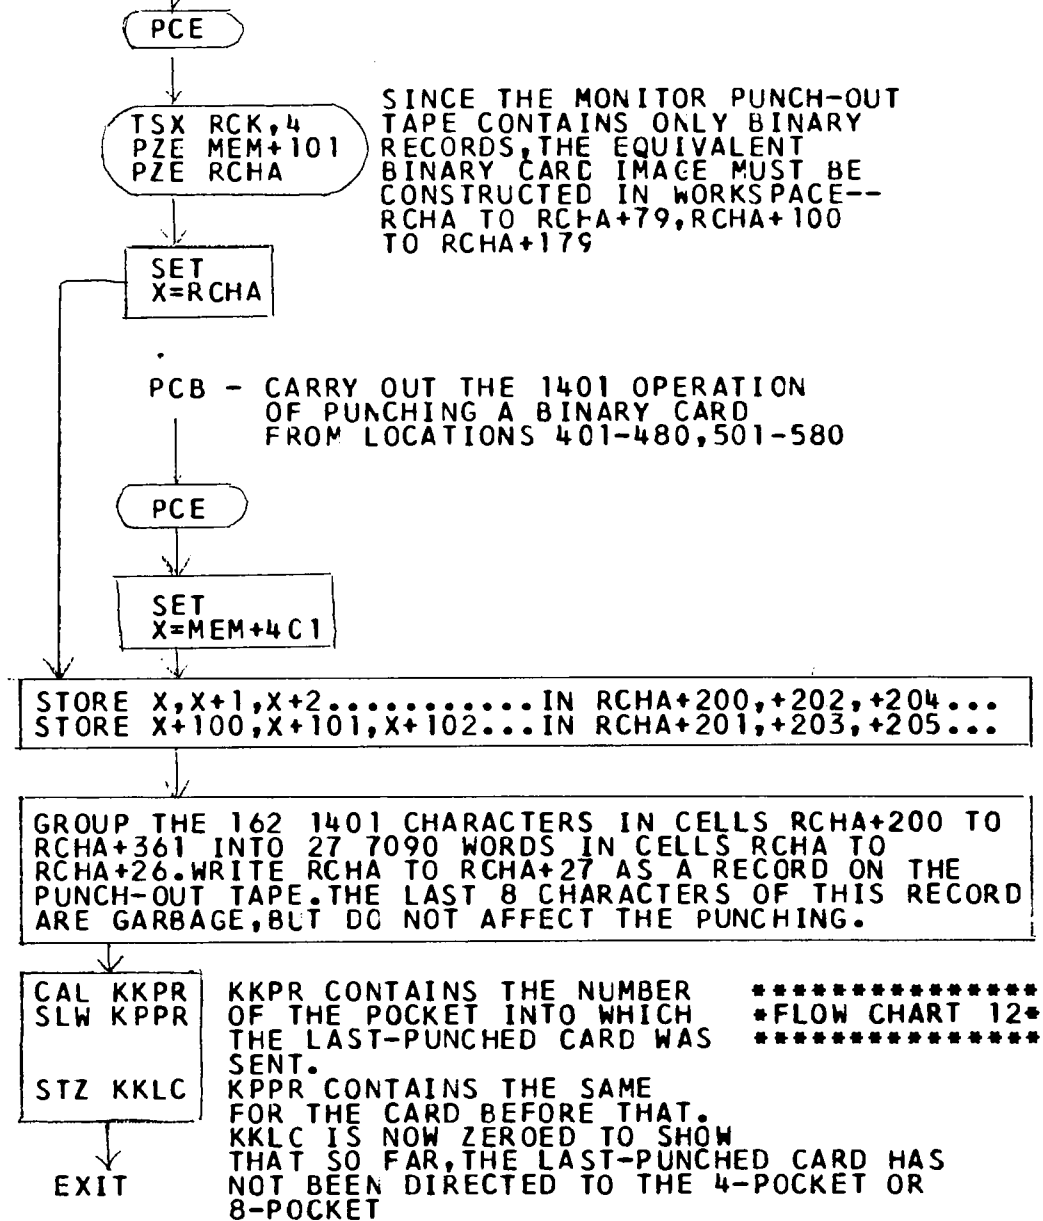 PCE
TSX RCK,4
PZE MEM+101
PZE RCHA
SINCE THE MONITOR PUNCH-OUT
TAPE CONTAINS ONLY BINARY
RECORDS,THE EQUIVALENT
BINARY CARD IMAGE MUST BE
CONSTRUCTED IN WORKSPACE--
RCHA TO RCHA+79,RCHA+100
TO RCHA+179
SET
X=RCHA
PCB - CARRY OUT THE 1401 OPERATION
OF PUNCHING A BINARY CARD
FROM LOCATIONS 401-480,501-580
PCE
SET
X=MEM+401
STORE X,X+1,X+2...........IN RCHA+200,+202,+204...
STORE X+100,X+101,X+102...IN RCHA+201,+203,+205...
GROUP THE 162 1401 CHARACTERS IN CELLS RCHA+200 TO
RCHA+361 INTO 27 7090 WORDS IN CELLS RCHA TO
RCHA+26.WRITE RCHA TO RCHA+27 AS A RECORD ON THE
PUNCH-OUT TAPE.THE LAST 8 CHARACTERS OF THIS RECORD
ARE GARBAGE,BUT DO NOT AFFECT THE PUNCHING.
CAL KKPR
SLW KPPR
STZ KKLC
KKPR CONTAINS THE NUMBER
OF THE POCKET INTO WHICH
THE LAST-PUNCHED CARD WAS
SENT.
KPPR CONTAINS THE SAME
FOR THE CARD BEFORE THAT.
KKLC IS NOW ZEROED TO SHOW
THAT SO FAR,THE LAST-PUNCHED CARD HAS
NOT BEEN DIRECTED TO THE 4-POCKET OR
8-POCKET
***************
*FLOW CHART 12*
***************
EXIT